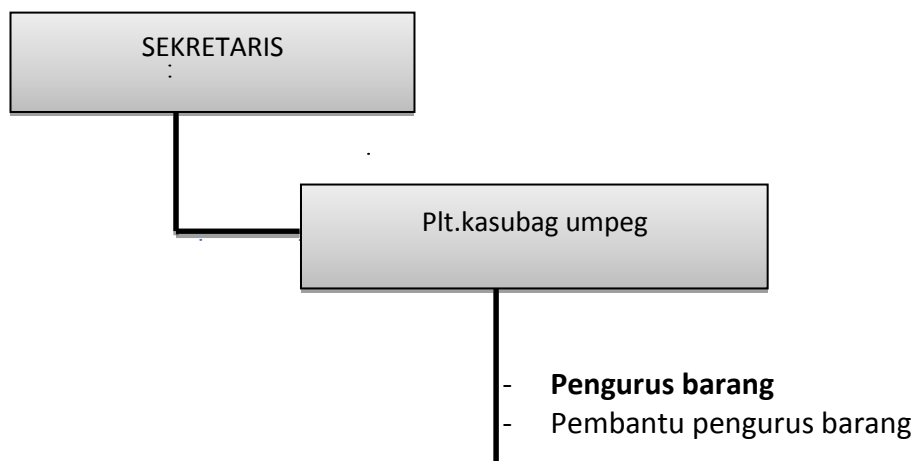 SEKRETARIS
:
Plt.kasubag umpeg
- Pengurus barang
- Pembantu pengurus barang